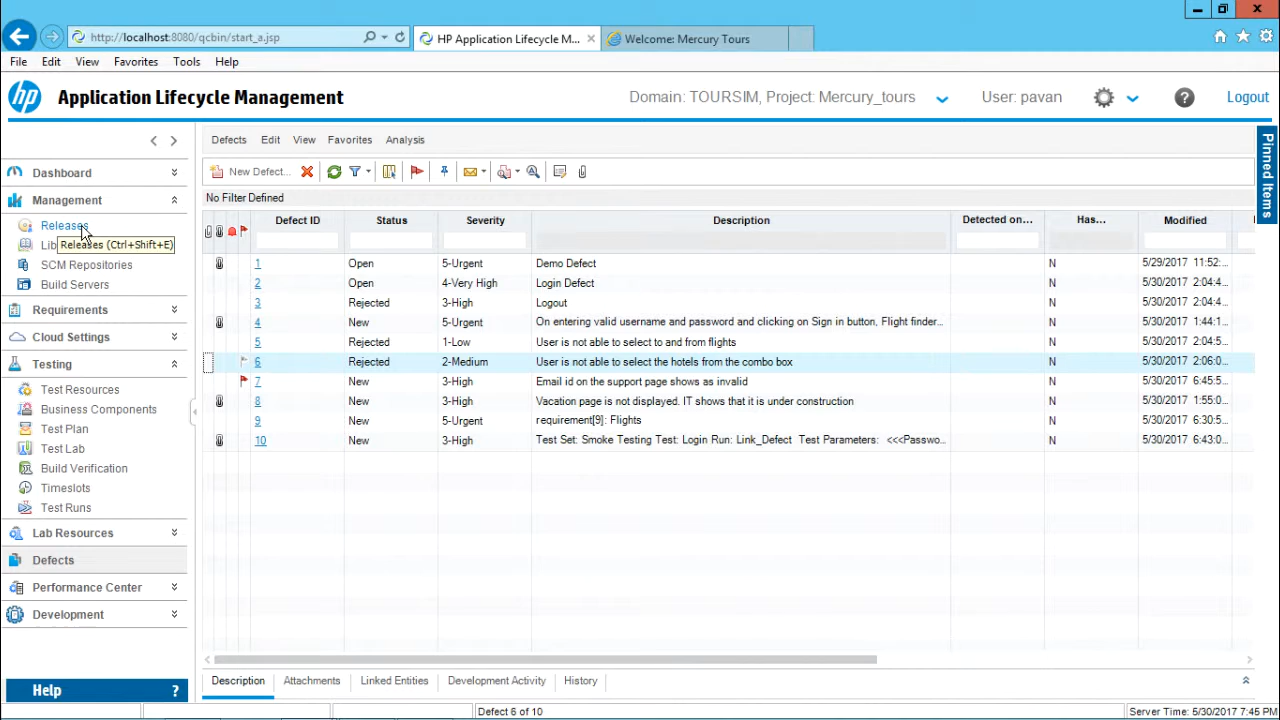 http://localhost:8080/qcbin/start_a.jsp
HP Application Lifecycle M...
Welcome: Mercury Tours
File Edit View Favorites Tools Help
hp Application Lifecycle Management
Domain: TOURSIM, Project: Mercury_tours
User: pavan
Logout
Pinned Items
Dashboard
Management
Releases
Lib
Releases (Ctrl+Shift+E)
SCM Repositories
Build Servers
Requirements
Cloud Settings
Testing
Test Resources
Business Components
Test Plan
Test Lab
Build Verification
Timeslots
Test Runs
Lab Resources
Defects
Performance Center
Development
Help ?
Defects Edit View Favorites Analysis
New Defect...
No Filter Defined
Defect ID Status Severity Description Detected on... Has... Modified
1 Open 5-Urgent Demo Defect N 5/29/2017 11:52:...
2 Open 4-Very High Login Defect N 5/30/2017 2:04:4...
3 Rejected 3-High Logout N 5/30/2017 2:04:4...
4 New 5-Urgent On entering valid username and password and clicking on Sign in button, Flight finder... N 5/30/2017 1:44:1...
5 Rejected 1-Low User is not able to select to and from flights N 5/30/2017 2:04:5...
6 Rejected 2-Medium User is not able to select the hotels from the combo box N 5/30/2017 2:06:0...
7 New 3-High Email id on the support page shows as invalid N 5/30/2017 6:45:5...
8 New 3-High Vacation page is not displayed. IT shows that it is under construction N 5/30/2017 1:55:0...
9 New 5-Urgent requirement[9]: Flights N 5/30/2017 6:30:5...
10 New 3-High Test Set: Smoke Testing Test: Login Run: Link_Defect Test Parameters: <<<Passwo... N 5/30/2017 6:43:0...
Description Attachments Linked Entities Development Activity History
Defect 6 of 10
Server Time: 5/30/2017 7:45 PM